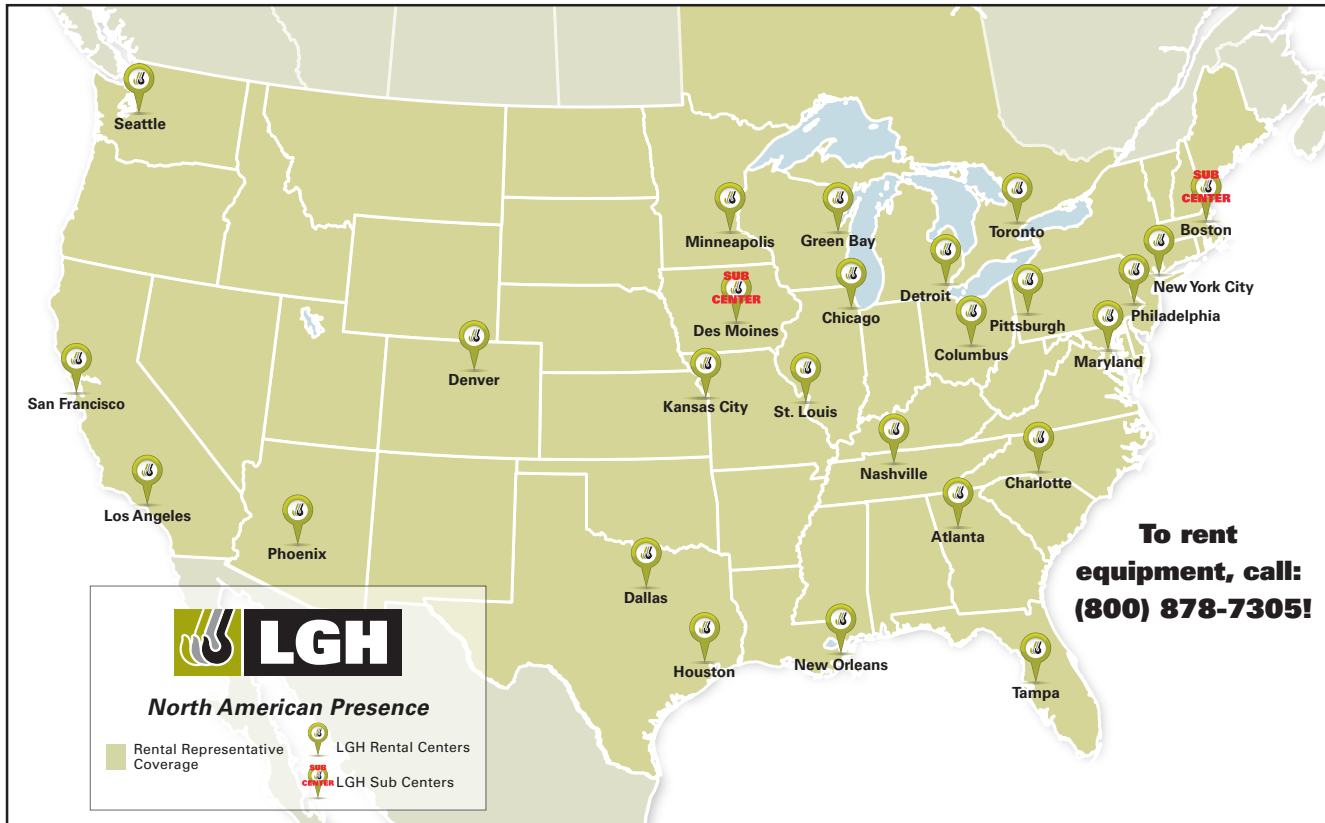 Seattle
Minneapolis
Green Bay
Toronto
SUB
CENTER
Boston
New York City
Detroit
Philadelphia
Pittsburgh
SUB
CENTER
Des Moines
Chicago
Columbus
Maryland
Denver
San Francisco
Kansas City
St. Louis
Nashville
Charlotte
Los Angeles
Phoenix
Atlanta
Dallas
Houston
New Orleans
Tampa
To rent
equipment, call:
(800) 878-7305!
LGH
North American Presence
Rental Representative
Coverage
LGH Rental Centers
SUB
CENTER
LGH Sub Centers